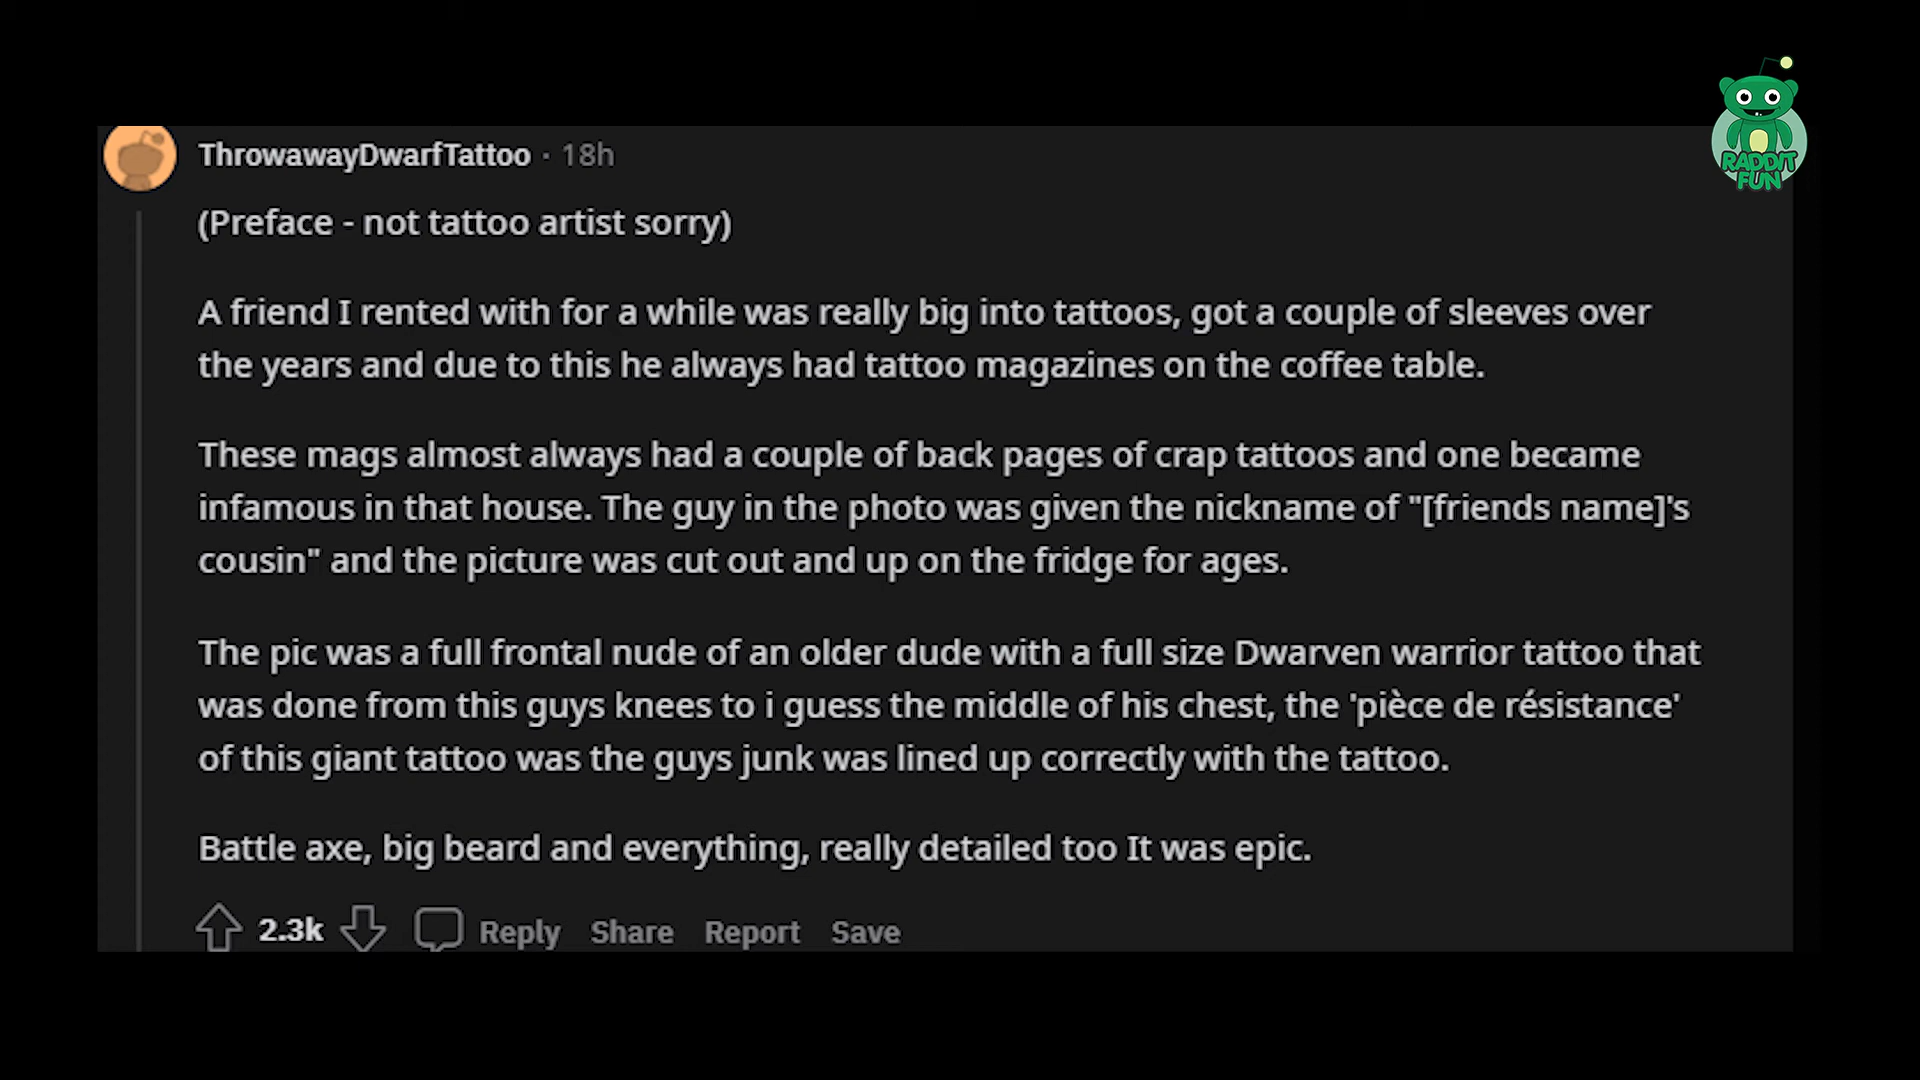 ThrowawayDwarfTattoo · 18h
RADDIT
FUN
(Preface - not tattoo artist sorry)
A friend I rented with for a while was really big into tattoos, got a couple of sleeves over
the years and due to this he always had tattoo magazines on the coffee table.
These mags almost always had a couple of back pages of crap tattoos and one became
infamous in that house. The guy in the photo was given the nickname of "[friends name]'s
cousin" and the picture was cut out and up on the fridge for ages.
The pic was a full frontal nude of an older dude with a full size Dwarven warrior tattoo that
was done from this guys knees to i guess the middle of his chest, the 'pièce de résistance'
of this giant tattoo was the guys junk was lined up correctly with the tattoo.
Battle axe, big beard and everything, really detailed too It was epic.
2.3k Reply Share Report Save